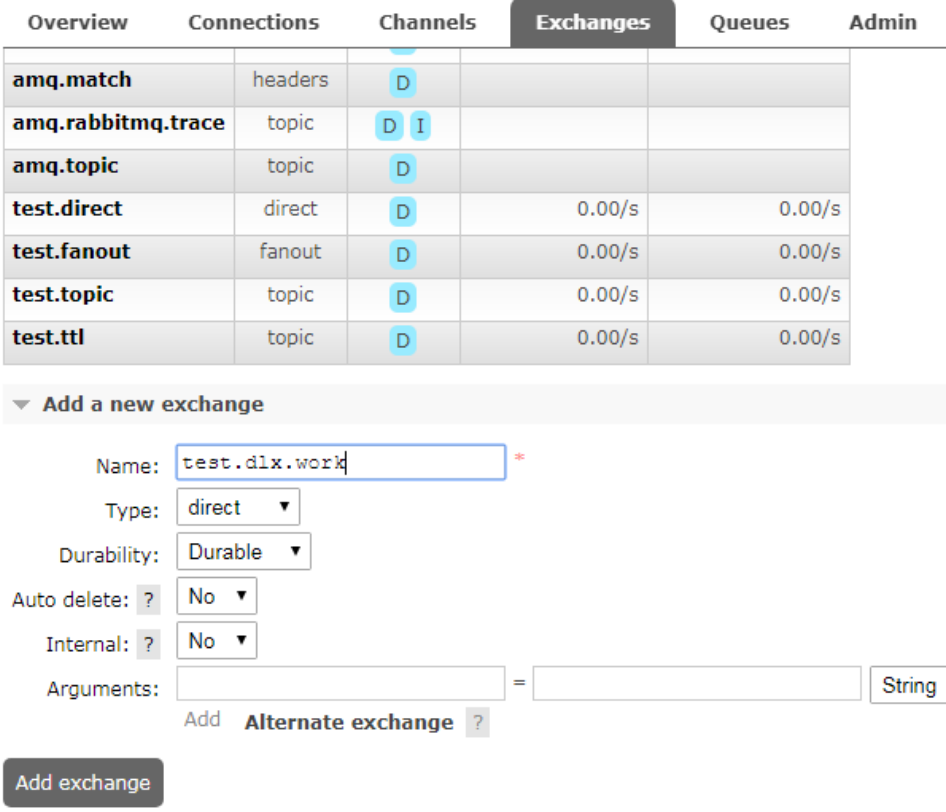 Overview Connections Channels Exchanges Queues Admin
amq.match headers D
amq.rabbitmq.trace topic D I
amq.topic topic D
test.direct direct D 0.00/s 0.00/s
test.fanout fanout D 0.00/s 0.00/s
test.topic topic D 0.00/s 0.00/s
test.ttl topic D 0.00/s 0.00/s
Add a new exchange
Name: test.dlx.work *
Type: direct
Durability: Durable
Auto delete: ? No
Internal: ? No
Arguments: = String
Add Alternate exchange ?
Add exchange